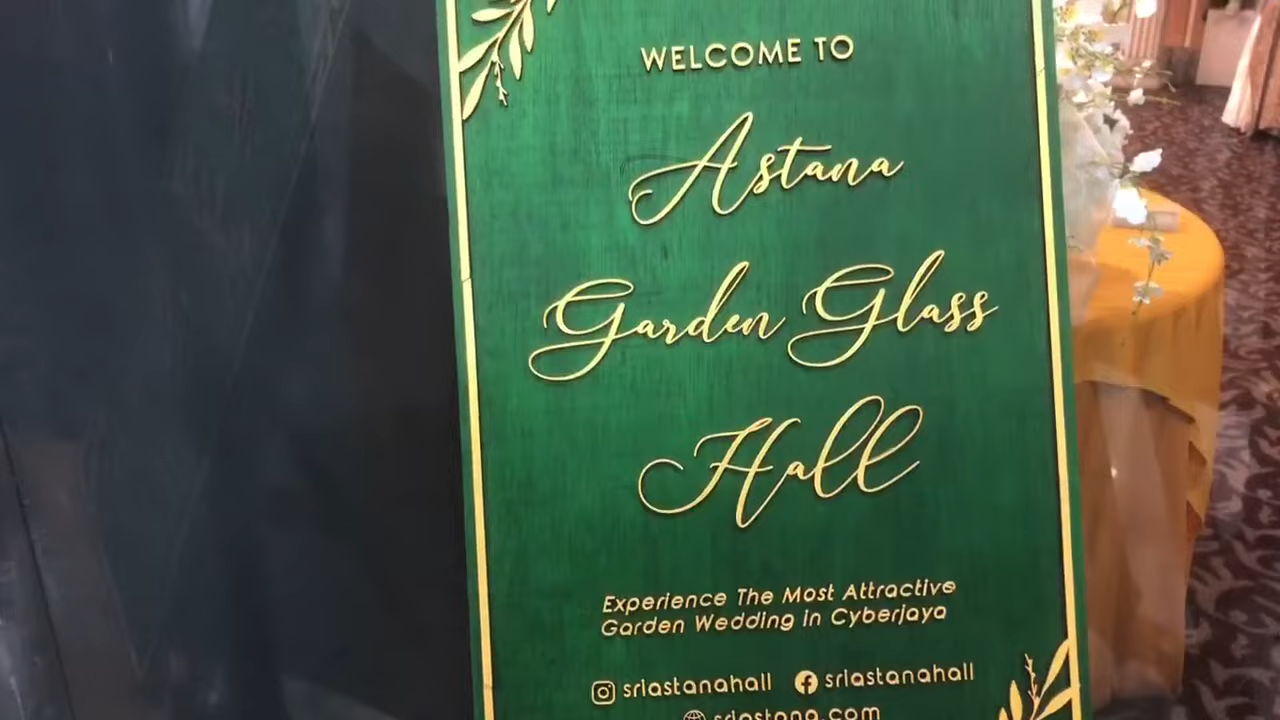 WELCOME TO
Astana
Garden Glass
Hall
Experience The Most Attractive
Garden Wedding in Cyberjaya
sriastanahall sriastanahall
sriastana.com